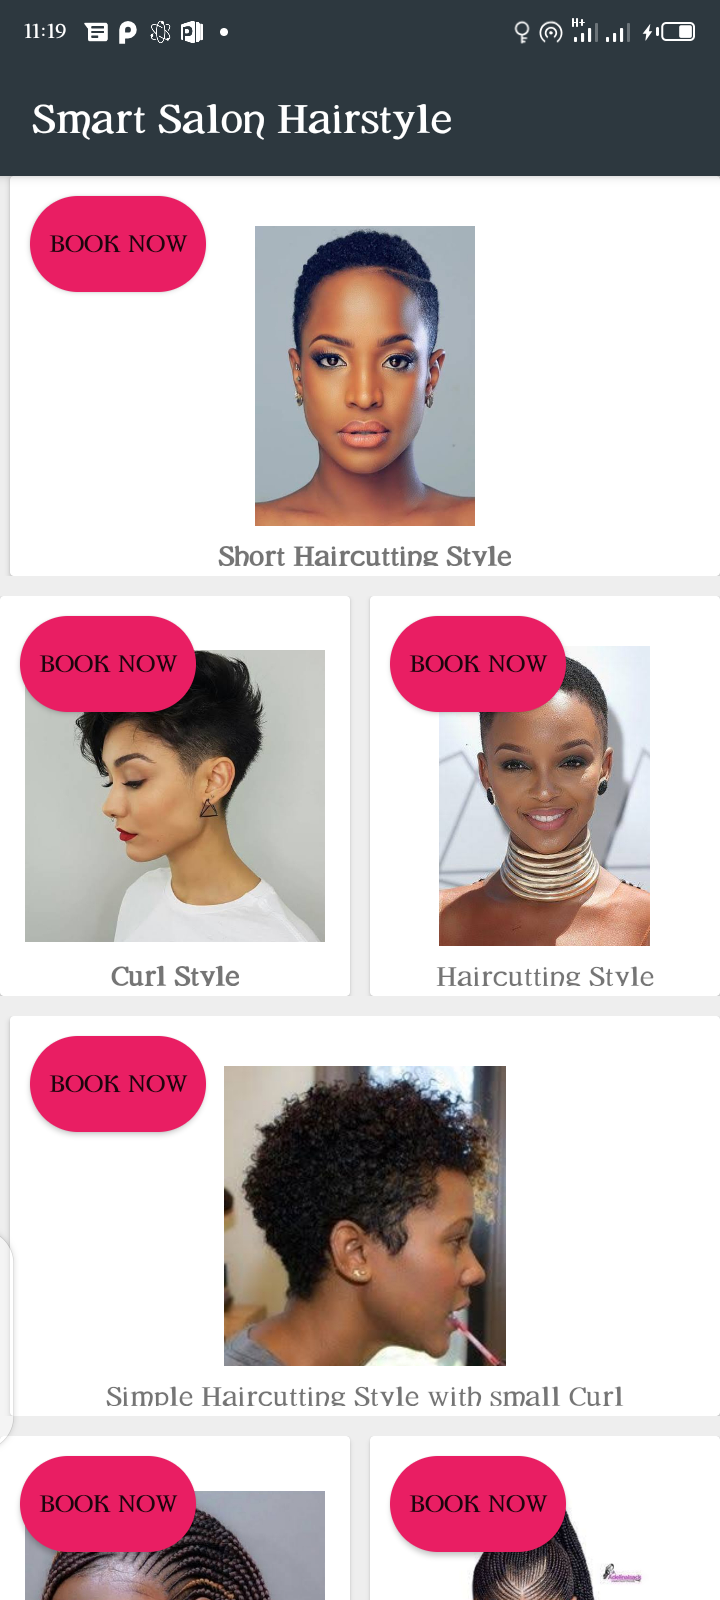 11:19
H+
Smart Salon Hairstyle
BOOK NOW
Short Haircutting Style
BOOK NOW
BOOK NOW
Curl Style
Haircutting Style
BOOK NOW
Simple Haircutting Style with small Curl
BOOK NOW
BOOK NOW